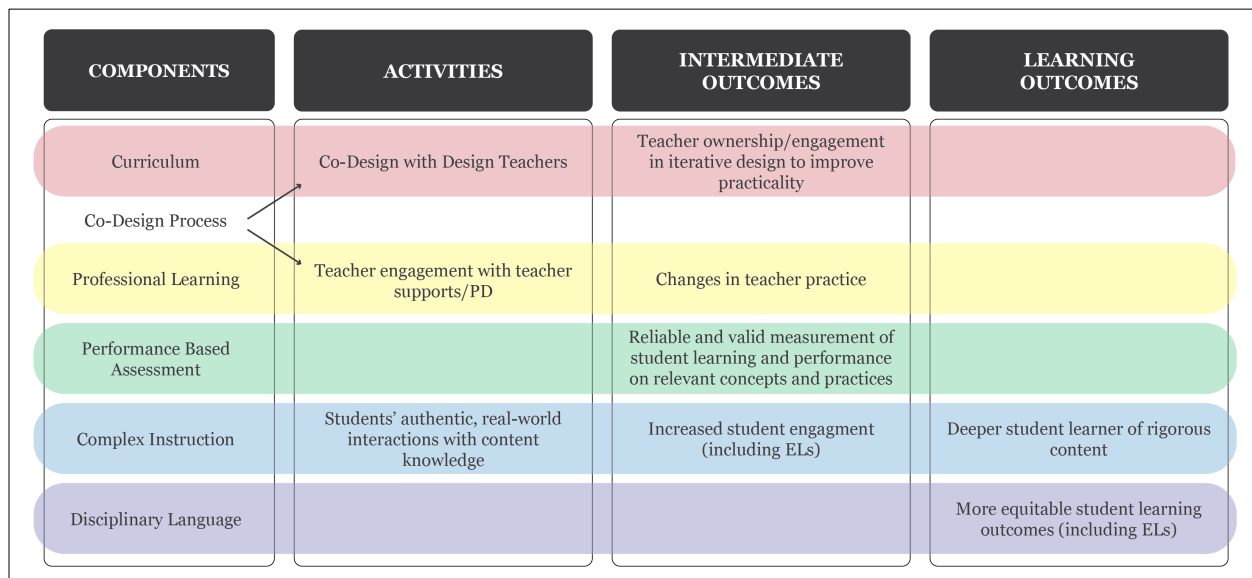 COMPONENTS
ACTIVITIES
INTERMEDIATE
OUTCOMES
LEARNING
OUTCOMES
Curriculum
Co-Design with Design Teachers
Teacher ownership/engagement
in iterative design to improve
practicality
Co-Design Process
Professional Learning
Teacher engagement with teacher
supports/PD
Changes in teacher practice
Performance Based
Assessment
Reliable and valid measurement of
student learning and performance
on relevant concepts and practices
Complex Instruction
Students’ authentic, real-world
interactions with content
knowledge
Increased student engagment
(including ELs)
Deeper student learner of rigorous
content
Disciplinary Language
More equitable student learning
outcomes (including ELs)